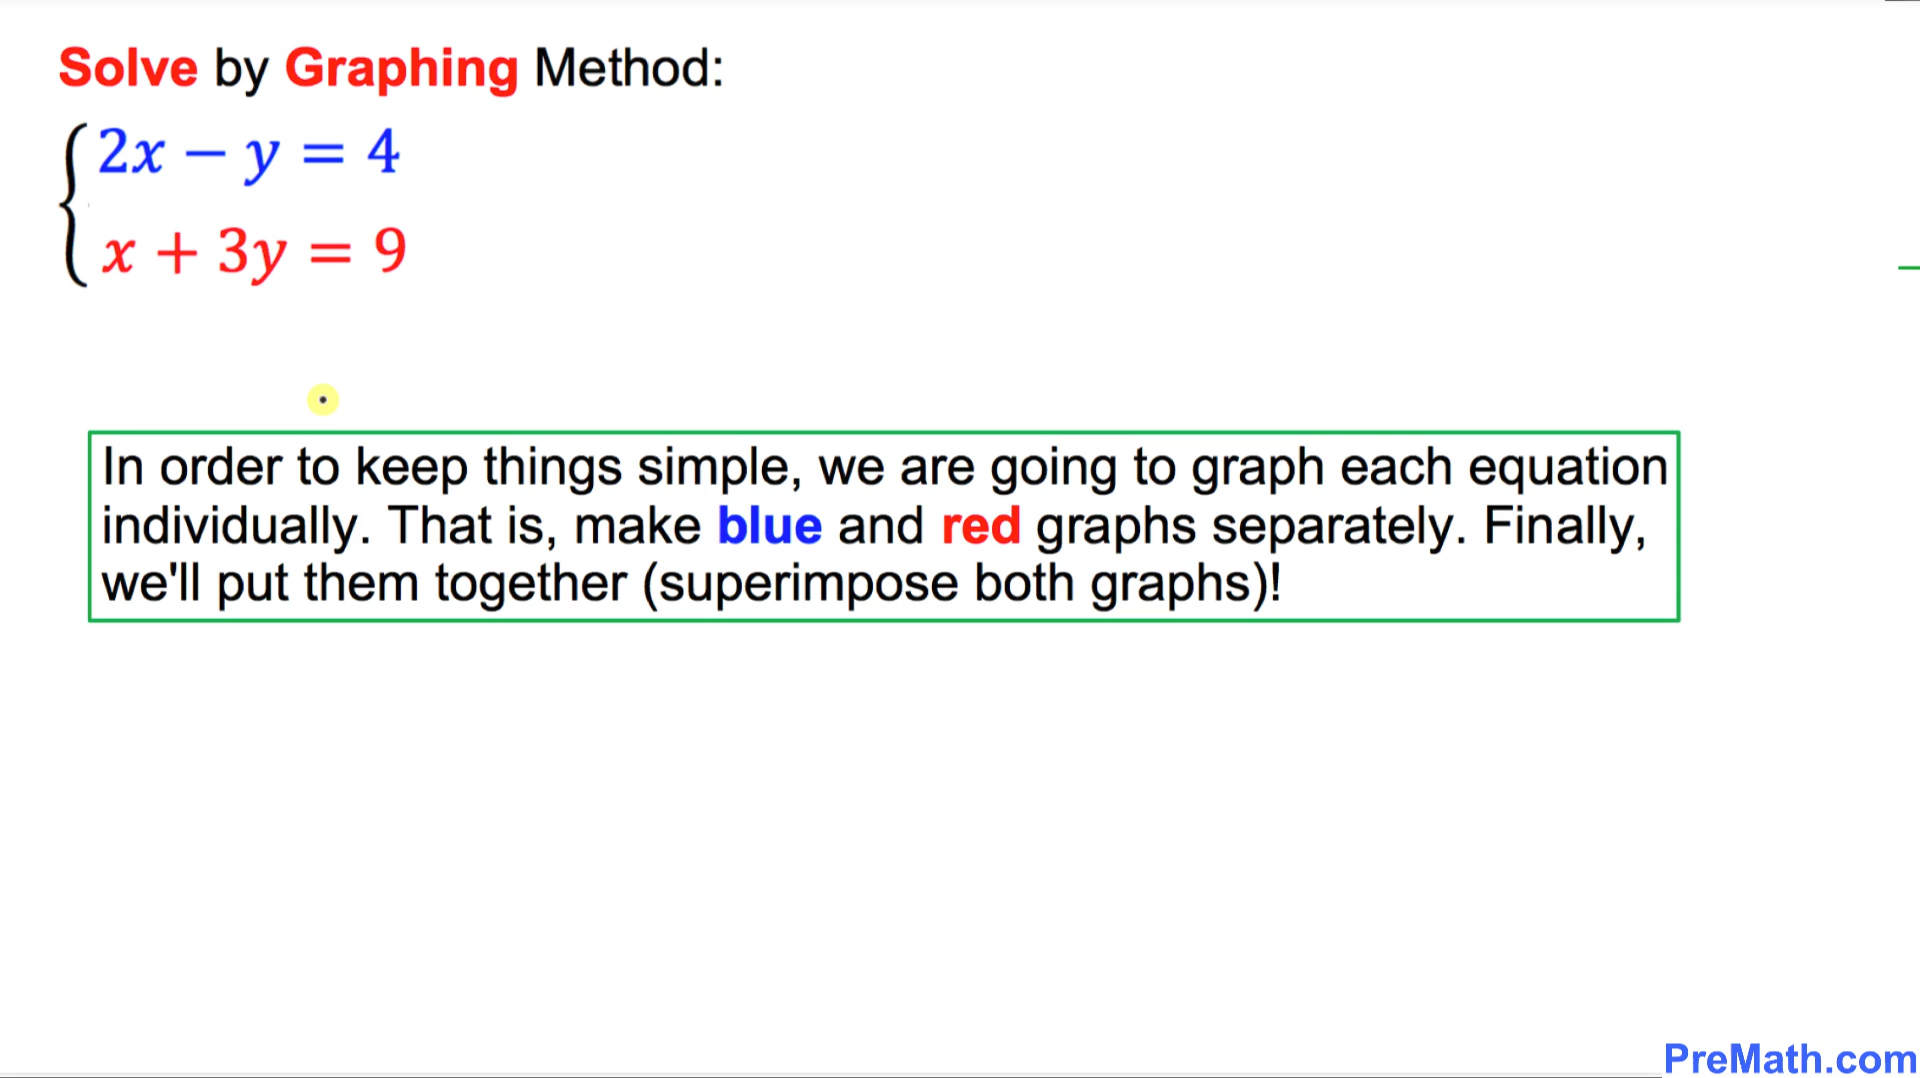 Solve by Graphing Method:
2x − y = 4
x + 3y = 9
In order to keep things simple, we are going to graph each equation
individually. That is, make blue and red graphs separately. Finally,
we'll put them together (superimpose both graphs)!
PreMath.com